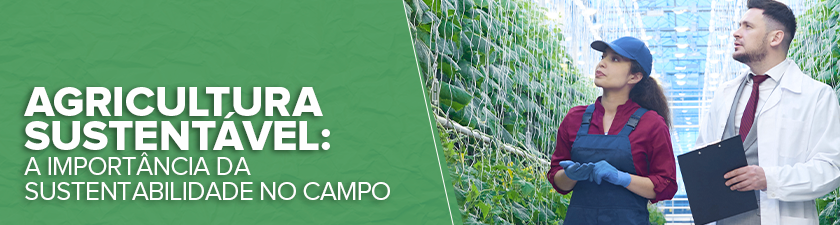 AGRICULTURA
SUSTENTÁVEL:
A IMPORTÂNCIA DA
SUSTENTABILIDADE NO CAMPO